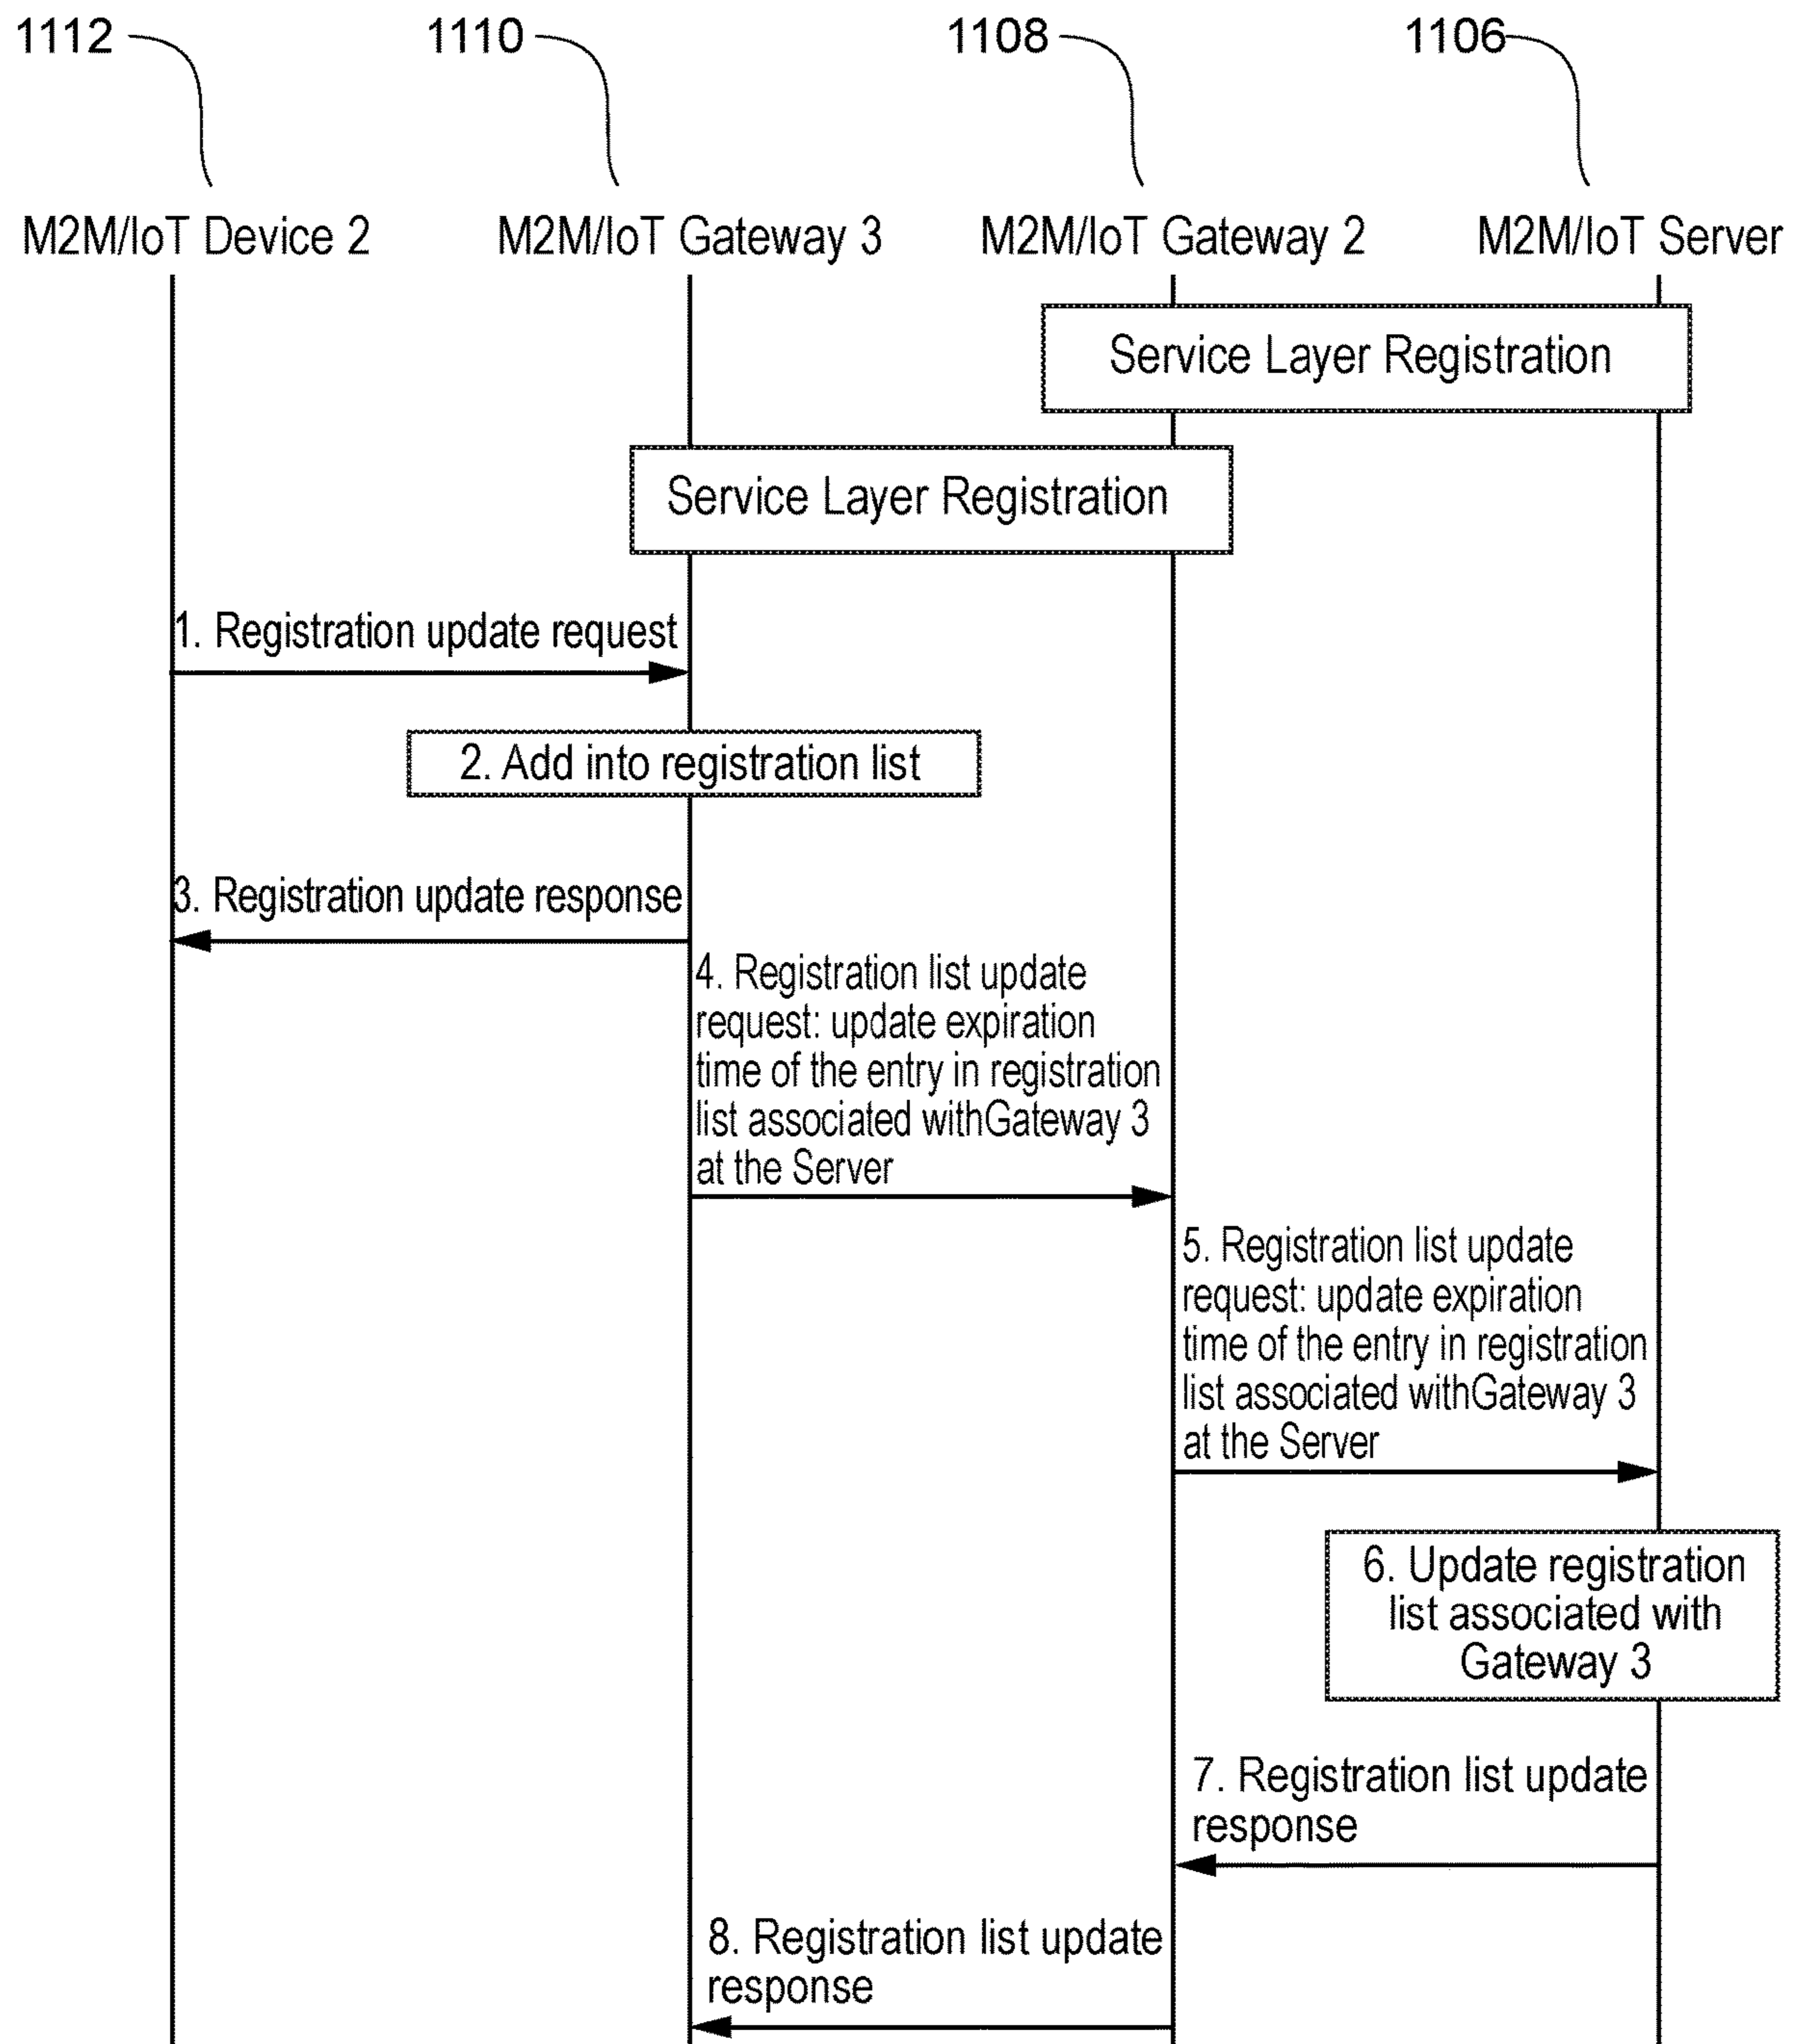 1112
1110
1108
1106
M2M/IoT Device 2
M2M/IoT Gateway 3
M2M/IoT Gateway 2
M2M/IoT Server
Service Layer Registration
Service Layer Registration
1. Registration update request
2. Add into registration list
3. Registration update response
4. Registration list update
request: update expiration
time of the entry in registration
list associated withGateway 3
at the Server
5. Registration list update
request: update expiration
time of the entry in registration
list associated withGateway 3
at the Server
6. Update registration
list associated with
Gateway 3
7. Registration list update
response
8. Registration list update
response